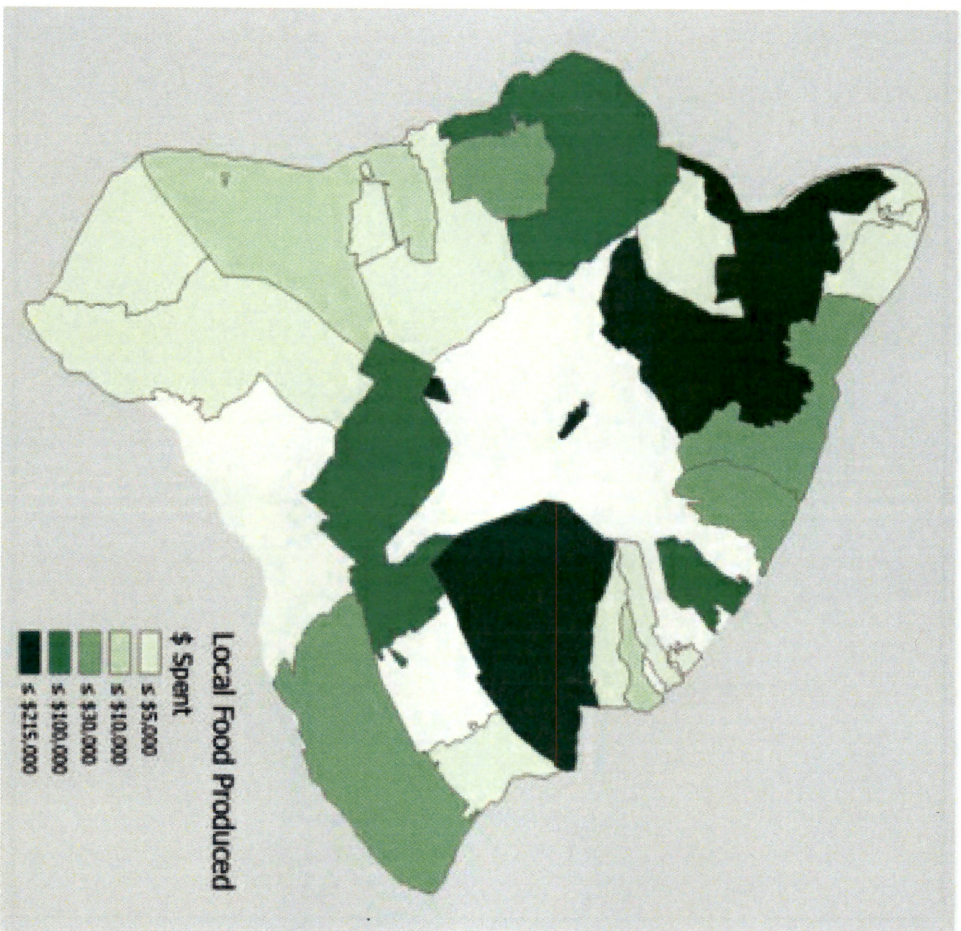 Local Food Produced
$ Spent
≤ $5,000
≤ $10,000
≤ $30,000
≤ $100,000
≤ $215,000